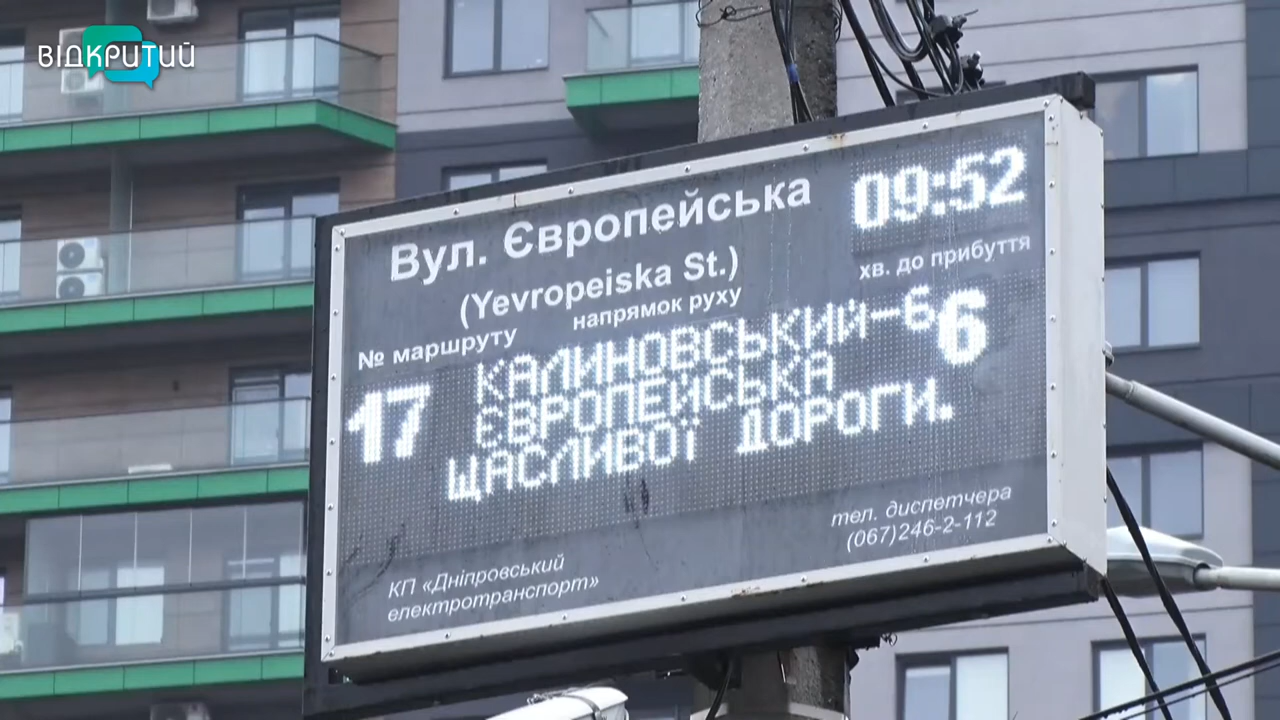 ВІДКРИТИЙ
Вул. Європейська
09:52
(Yevropeiska St.)
хв. до прибуття
№ маршруту
напрямок руху
17
КАЛИНОВСЬКИЙ-6
6
ЄВРОПЕЙСЬКА
ЩАСЛИВОЇ ДОРОГИ.
тел. диспетчера
(067)246-2-112
КП «Дніпровський
електротранспорт»